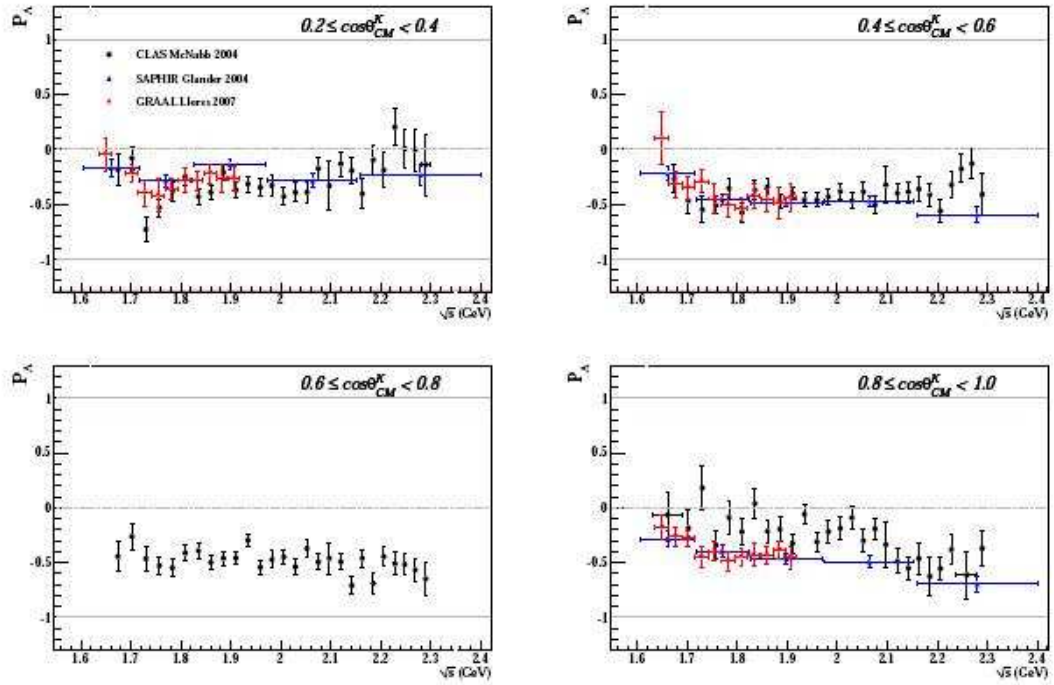 P_Λ
0.2 ≤ cosθ^K_CM < 0.4
CLAS McNabb 2004
SAPHIR Glander 2004
GRAAL Lleres 2007
1
0.5
0
-0.5
-1
1.6 1.7 1.8 1.9 2 2.1 2.2 2.3 2.4
√s (GeV)
P_Λ
0.4 ≤ cosθ^K_CM < 0.6
1
0.5
0
-0.5
-1
1.6 1.7 1.8 1.9 2 2.1 2.2 2.3 2.4
√s (GeV)
P_Λ
0.6 ≤ cosθ^K_CM < 0.8
1
0.5
0
-0.5
-1
1.6 1.7 1.8 1.9 2 2.1 2.2 2.3 2.4
√s (GeV)
P_Λ
0.8 ≤ cosθ^K_CM < 1.0
1
0.5
0
-0.5
-1
1.6 1.7 1.8 1.9 2 2.1 2.2 2.3 2.4
√s (GeV)